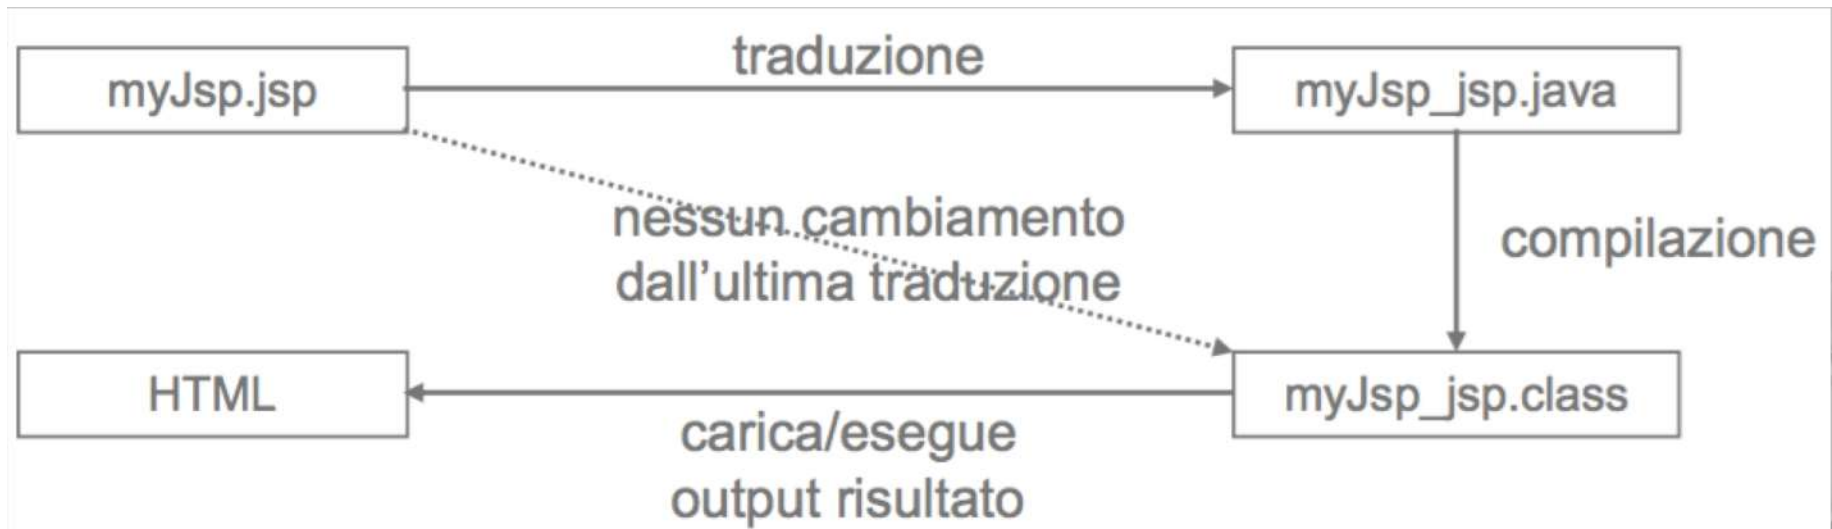 myJsp.jsp
traduzione
myJsp_jsp.java
nessun cambiamento
dall'ultima traduzione
compilazione
HTML
carica/esegue
output risultato
myJsp_jsp.class